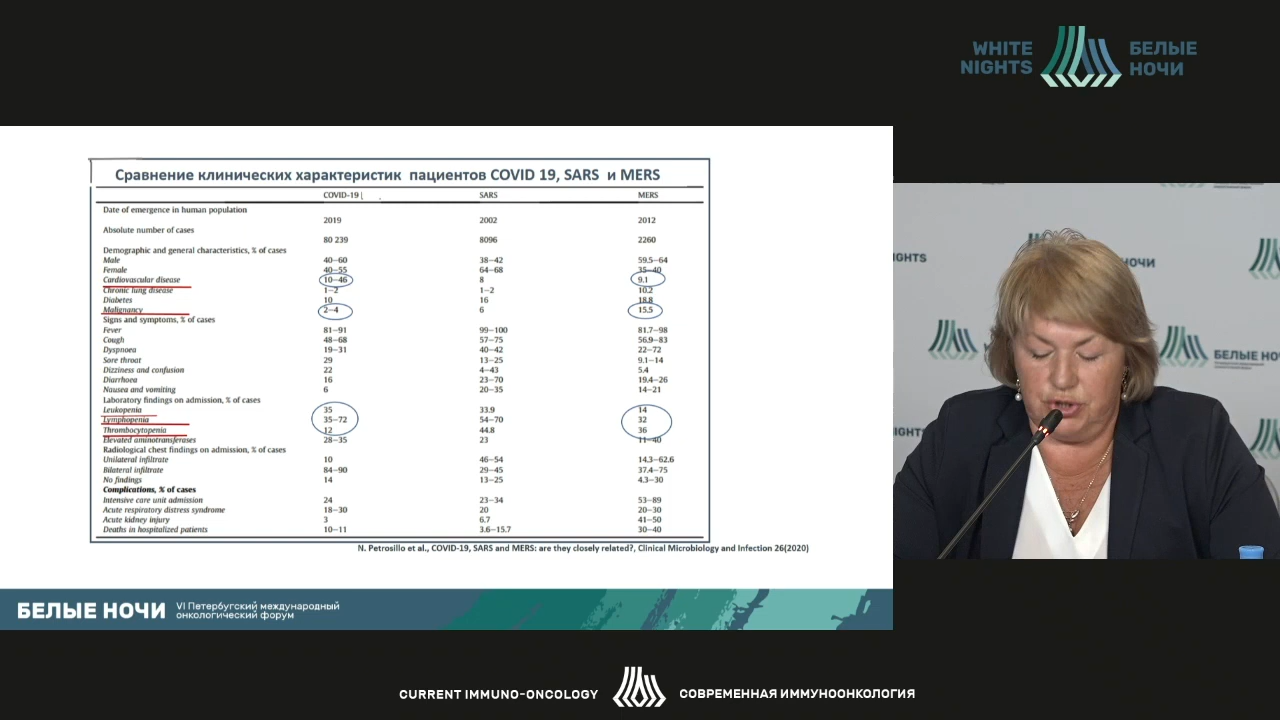 WHITE NIGHTS
БЕЛЫЕ НОЧИ
Сравнение клинических характеристик пациентов COVID 19, SARS и MERS
COVID-19 SARS MERS
Date of emergence in human population
2019 2002 2012
Absolute number of cases
80 239 8096 2260
Demographic and general characteristics, % of cases
Male 40–60 38–42 59.5–64
Female 40–55 64–68 35–40
Cardiovascular disease 10–46 8 9.1
Chronic lung disease 1–2 1–2 10.2
Diabetes 10 16 18.8
Malignancy 2–4 6 15.5
Signs and symptoms, % of cases
Fever 81–91 99–100 81.7–98
Cough 48–68 57–75 56.9–83
Dyspnoea 19–31 40–42 22–72
Sore throat 29 13–25 9.1–14
Dizziness and confusion 22 4–43 5.4
Diarrhoea 16 23–70 19.4–26
Nausea and vomiting 6 20–35 14–21
Laboratory findings on admission, % of cases
Leukopenia 35 33.9 14
Lymphopenia 35–72 54–70 32
Thrombocytopenia 12 44.8 36
Elevated aminotransferases 28–35 23 11–40
Radiological chest findings on admission, % of cases
Unilateral infiltrate 10 46–54 14.3–62.6
Bilateral infiltrate 84–90 29–45 37.4–75
No findings 14 13–25 4.3–30
Complications, % of cases
Intensive care unit admission 24 23–34 53–89
Acute respiratory distress syndrome 18–30 20 20–30
Acute kidney injury 3 6.7 41–50
Deaths in hospitalized patients 10–11 3.6–15.7 30–40
N. Petrosillo et al., COVID-19, SARS and MERS: are they closely related?, Clinical Microbiology and Infection 26(2020)
БЕЛЫЕ НОЧИ
VI Петербугский международный
онкологический форум
NIGHTS
НОЧИ
БЕЛЫЕ НОЧИ
NIGHTS
CURRENT IMMUNO-ONCOLOGY
СОВРЕМЕННАЯ ИММУНООНКОЛОГИЯ